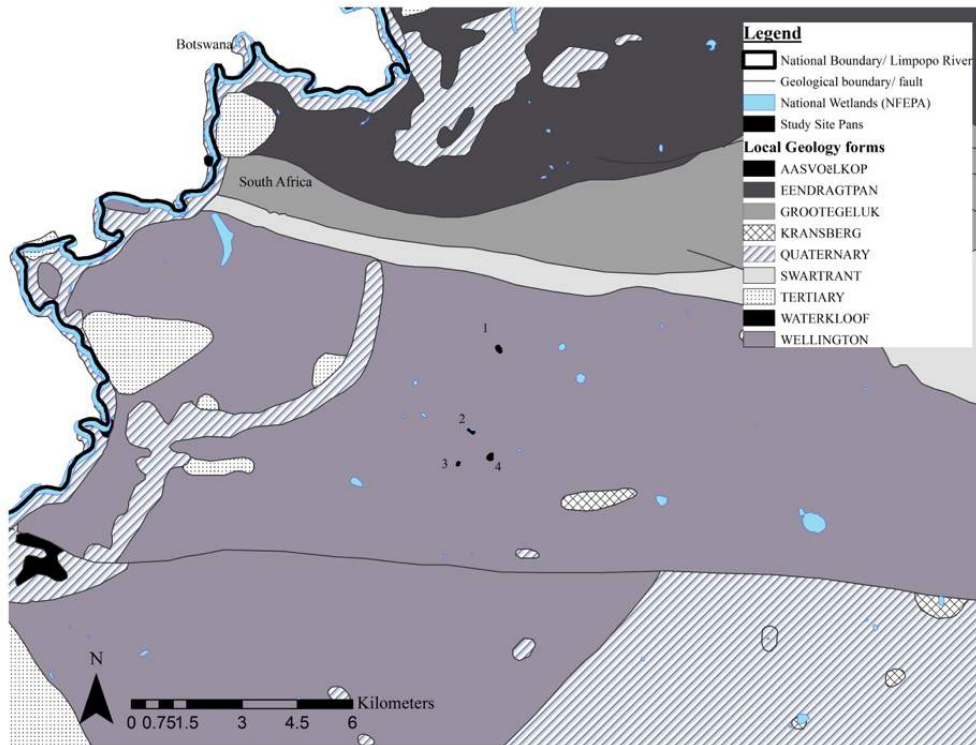 Botswana
South Africa
1
2
3
4
N
0 0.75 1.5 3 4.5 6
Kilometers
Legend
National Boundary/ Limpopo River
Geological boundary/ fault
National Wetlands (NFEPA)
Study Site Pans
Local Geology forms
AASVOëLKOP
EENDRAGTPAN
GROOTEGELUK
KRANSBERG
QUATERNARY
SWARTRANT
TERTIARY
WATERKLOOF
WELLINGTON